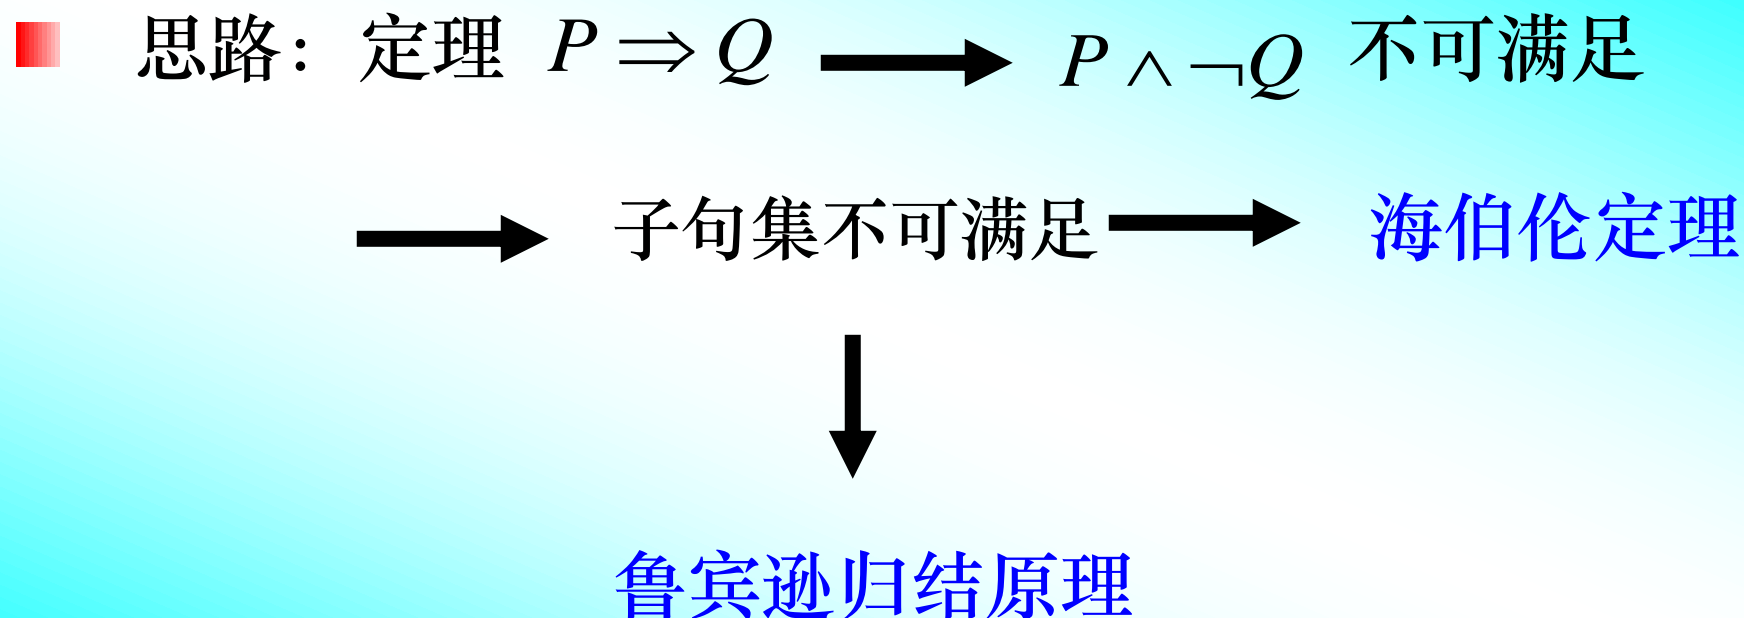 思路：定理 P ⇒ Q → P ∧ ¬Q 不可满足
→ 子句集不可满足 → 海伯伦定理
鲁宾逊归结原理